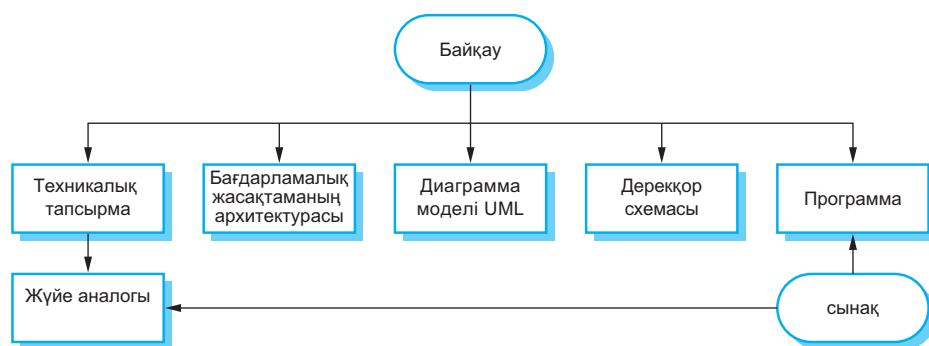 Байқау
Техникалық
тапсырма
Бағдарламалық
жасақтаманың
архитектурасы
Диаграмма
моделі UML
Дерекқор
схемасы
Программа
Жүйе аналогы
сынақ